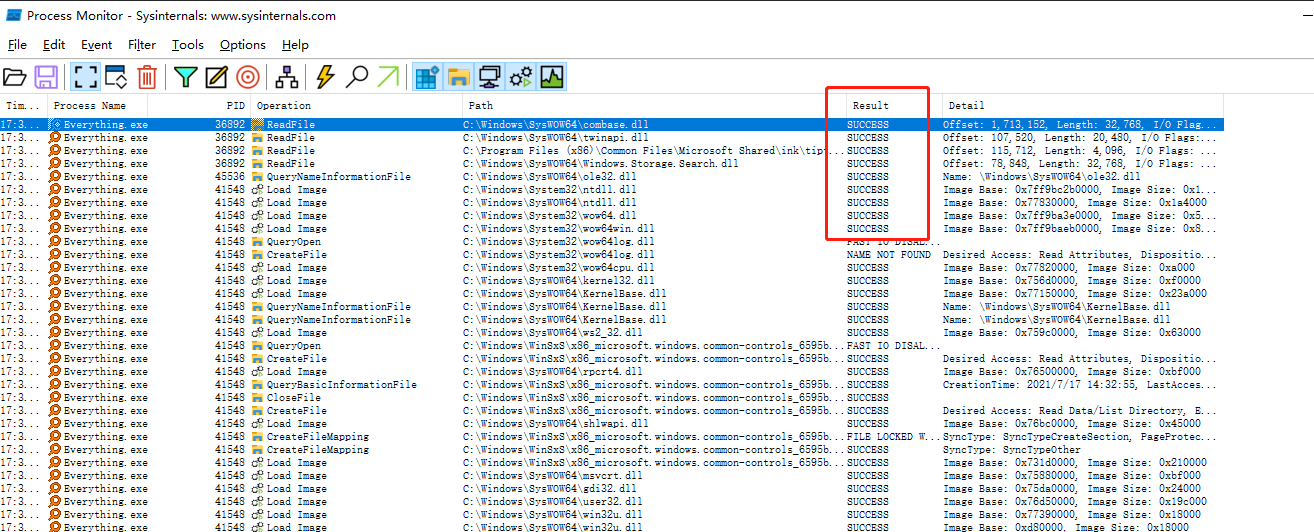 Process Monitor - Sysinternals: www.sysinternals.com
File Edit Event Filter Tools Options Help
Tim... Process Name PID Operation Path Result Detail
17:3... Everything.exe 36892 ReadFile C:\Windows\SysWOW64\combase.dll SUCCESS Offset: 1,713,152, Length: 32,768, I/O Flag...
17:3... Everything.exe 36892 ReadFile C:\Windows\SysWOW64\twinapi.dll SUCCESS Offset: 107,520, Length: 20,480, I/O Flags:...
17:3... Everything.exe 36892 ReadFile C:\Program Files (x86)\Common Files\Microsoft Shared\ink\tipt... SUCCESS Offset: 115,712, Length: 4,096, I/O Flags: ...
17:3... Everything.exe 36892 ReadFile C:\Windows\SysWOW64\Windows.Storage.Search.dll SUCCESS Offset: 78,848, Length: 32,768, I/O Flags: ...
17:3... Everything.exe 45536 QueryNameInformationFile C:\Windows\SysWOW64\ole32.dll SUCCESS Name: \Windows\SysWOW64\ole32.dll
17:3... Everything.exe 41548 Load Image C:\Windows\System32\ntdll.dll SUCCESS Image Base: 0x7ff9bc2b0000, Image Size: 0x1...
17:3... Everything.exe 41548 Load Image C:\Windows\SysWOW64\ntdll.dll SUCCESS Image Base: 0x77830000, Image Size: 0x1a4000
17:3... Everything.exe 41548 Load Image C:\Windows\System32\wow64.dll SUCCESS Image Base: 0x7ff9ba3e0000, Image Size: 0x5...
17:3... Everything.exe 41548 Load Image C:\Windows\System32\wow64win.dll SUCCESS Image Base: 0x7ff9baeb0000, Image Size: 0x8...
17:3... Everything.exe 41548 QueryOpen C:\Windows\System32\wow64log.dll FAST IO DISAL...
17:3... Everything.exe 41548 CreateFile C:\Windows\System32\wow64log.dll NAME NOT FOUND Desired Access: Read Attributes, Dispositio...
17:3... Everything.exe 41548 Load Image C:\Windows\System32\wow64cpu.dll SUCCESS Image Base: 0x77820000, Image Size: 0xa000
17:3... Everything.exe 41548 Load Image C:\Windows\SysWOW64\kernel32.dll SUCCESS Image Base: 0x756d0000, Image Size: 0xf0000
17:3... Everything.exe 41548 Load Image C:\Windows\SysWOW64\KernelBase.dll SUCCESS Image Base: 0x77150000, Image Size: 0x23a000
17:3... Everything.exe 41548 QueryNameInformationFile C:\Windows\SysWOW64\KernelBase.dll SUCCESS Name: \Windows\SysWOW64\KernelBase.dll
17:3... Everything.exe 41548 QueryNameInformationFile C:\Windows\SysWOW64\KernelBase.dll SUCCESS Name: \Windows\SysWOW64\KernelBase.dll
17:3... Everything.exe 41548 Load Image C:\Windows\SysWOW64\ws2_32.dll SUCCESS Image Base: 0x759c0000, Image Size: 0x63000
17:3... Everything.exe 41548 QueryOpen C:\Windows\WinSxS\x86_microsoft.windows.common-controls_6595b... FAST IO DISAL...
17:3... Everything.exe 41548 CreateFile C:\Windows\WinSxS\x86_microsoft.windows.common-controls_6595b... SUCCESS Desired Access: Read Attributes, Dispositio...
17:3... Everything.exe 41548 Load Image C:\Windows\SysWOW64\rpcrt4.dll SUCCESS Image Base: 0x76500000, Image Size: 0xbf000
17:3... Everything.exe 41548 QueryBasicInformationFile C:\Windows\WinSxS\x86_microsoft.windows.common-controls_6595b... SUCCESS CreationTime: 2021/7/17 14:32:55, LastAcces...
17:3... Everything.exe 41548 CloseFile C:\Windows\WinSxS\x86_microsoft.windows.common-controls_6595b... SUCCESS
17:3... Everything.exe 41548 CreateFile C:\Windows\WinSxS\x86_microsoft.windows.common-controls_6595b... SUCCESS Desired Access: Read Data/List Directory, E...
17:3... Everything.exe 41548 Load Image C:\Windows\SysWOW64\shlwapi.dll SUCCESS Image Base: 0x76bc0000, Image Size: 0x45000
17:3... Everything.exe 41548 CreateFileMapping C:\Windows\WinSxS\x86_microsoft.windows.common-controls_6595b... FILE LOCKED W... SyncType: SyncTypeCreateSection, PageProtec...
17:3... Everything.exe 41548 CreateFileMapping C:\Windows\WinSxS\x86_microsoft.windows.common-controls_6595b... SUCCESS SyncType: SyncTypeOther
17:3... Everything.exe 41548 Load Image C:\Windows\WinSxS\x86_microsoft.windows.common-controls_6595b... SUCCESS Image Base: 0x731d0000, Image Size: 0x210000
17:3... Everything.exe 41548 Load Image C:\Windows\SysWOW64\msvcrt.dll SUCCESS Image Base: 0x75880000, Image Size: 0xbf000
17:3... Everything.exe 41548 Load Image C:\Windows\SysWOW64\gdi32.dll SUCCESS Image Base: 0x75da0000, Image Size: 0x24000
17:3... Everything.exe 41548 Load Image C:\Windows\SysWOW64\user32.dll SUCCESS Image Base: 0x76d50000, Image Size: 0x19c000
17:3... Everything.exe 41548 Load Image C:\Windows\SysWOW64\win32u.dll SUCCESS Image Base: 0x77390000, Image Size: 0x18000
17:3... Everything.exe 41548 Load Image C:\Windows\SysWOW64\win32u.dll SUCCESS Image Base: 0xd80000, Image Size: 0x18000